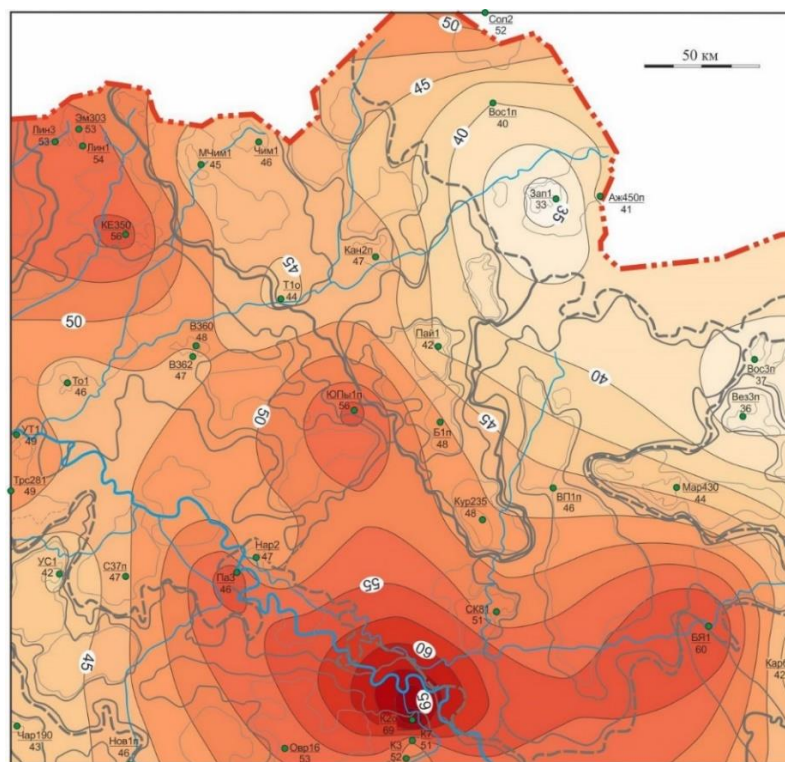 50
Соп2
52
50 км
45
Вос1п
40
40
Эм303
53
Лин3
53
Лин1
54
МЧим1
45
Чим1
46
Зап1
33
35
Аж450п
41
КЕ350
56
Кан2п
47
45
Т1о
44
50
В360
48
В362
47
Пай1
42
40
Вос3п
37
То1
46
ЮПы1п
56
50
45
Вез3п
36
УТ1
49
Б1п
48
Трс281
49
ВП1п
46
Мар430
44
Кур235
48
Нар2
47
УС1
42
С37п
47
Па3
46
55
СК81
51
БЯ1
60
45
60
42
65
Чар190
43
Нов1п
46
69
К7
51
К3
52
Овр16
53